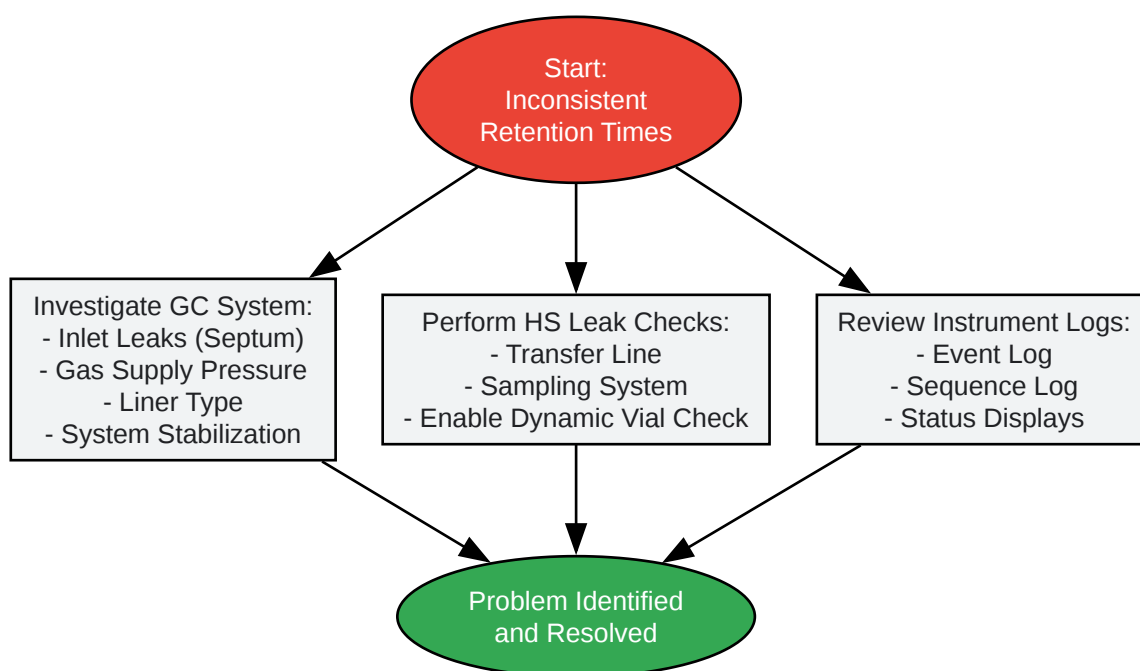 Start:
Inconsistent
Retention Times
Investigate GC System:
- Inlet Leaks (Septum)
- Gas Supply Pressure
- Liner Type
- System Stabilization
Perform HS Leak Checks:
- Transfer Line
- Sampling System
- Enable Dynamic Vial Check
Review Instrument Logs:
- Event Log
- Sequence Log
- Status Displays
Problem Identified
and Resolved